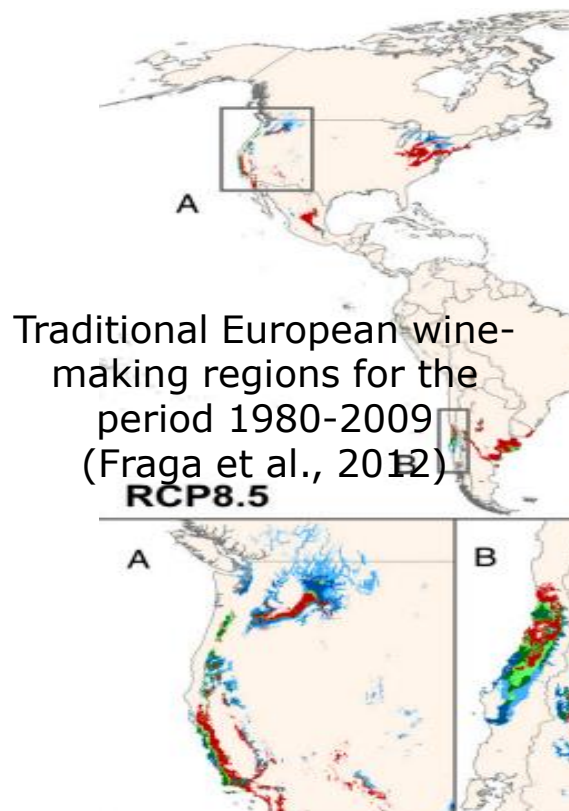 A
Traditional European wine-
making regions for the
period 1980-2009
(Fraga et al., 2012)
B
RCP8.5
A
B